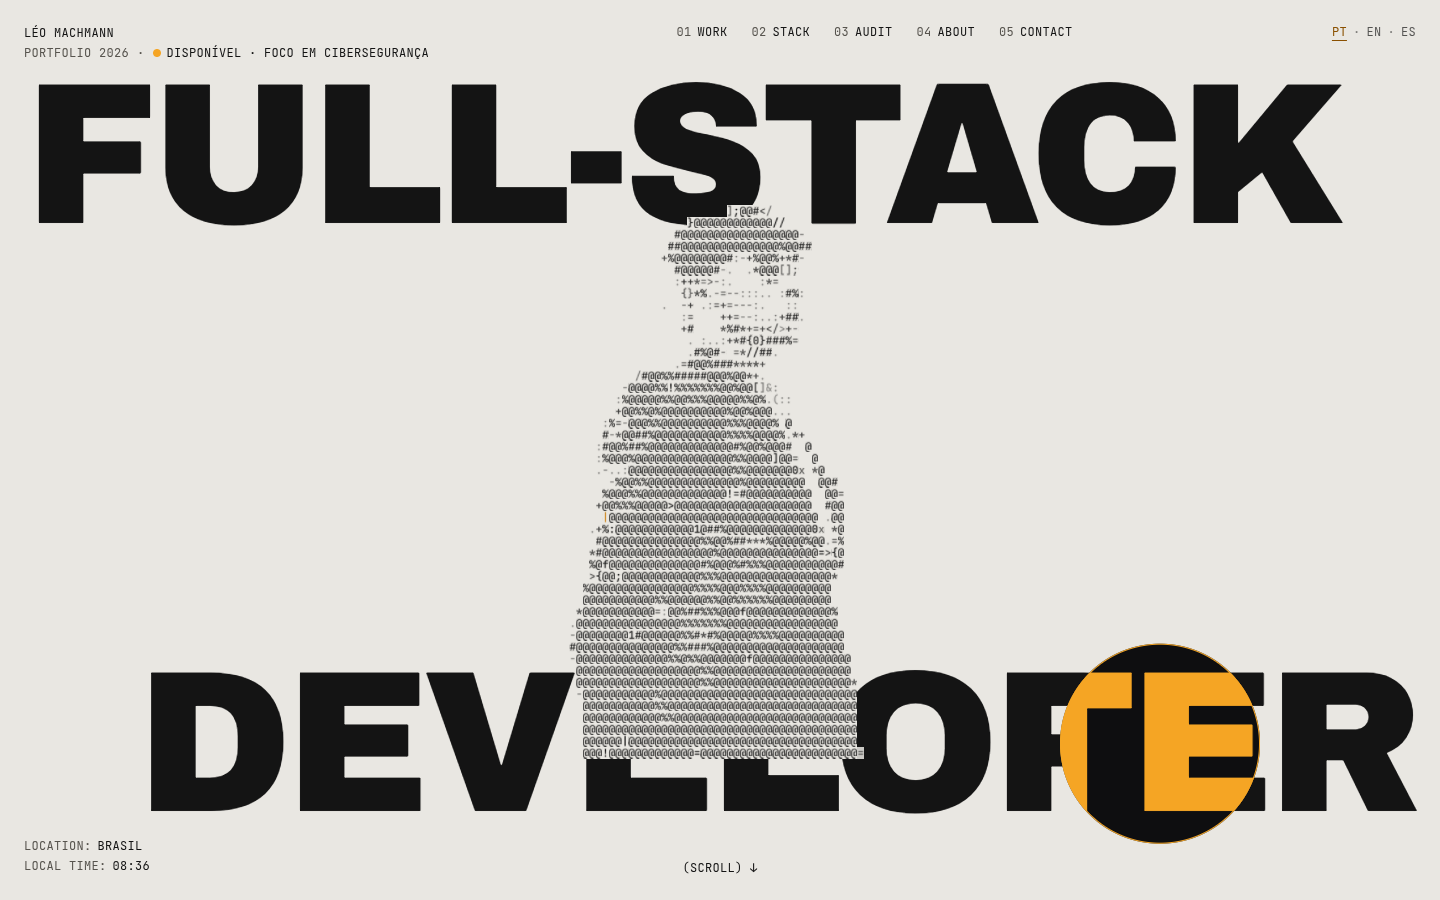 LÉO MACHMANN
PORTFOLIO 2026 · DISPONÍVEL · FOCO EM CIBERSEGURANÇA
01 WORK 02 STACK 03 AUDIT 04 ABOUT 05 CONTACT
PT · EN · ES
FULL-STACK
DEVELOPER
LOCATION: BRASIL
LOCAL TIME: 08:36
(SCROLL) ↓